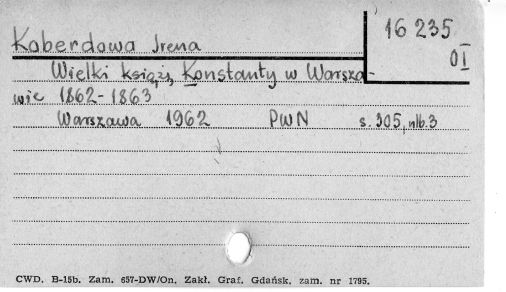 16 235
0I
Koberdowa Irena
Wielki książę Konstanty w Warsza-
wie 1862-1863
Warszawa 1962 PWN s. 305, nlb. 3
CWD. B-15b. Zam. 657-DW/On. Zakł. Graf. Gdańsk, zam. nr 1795.